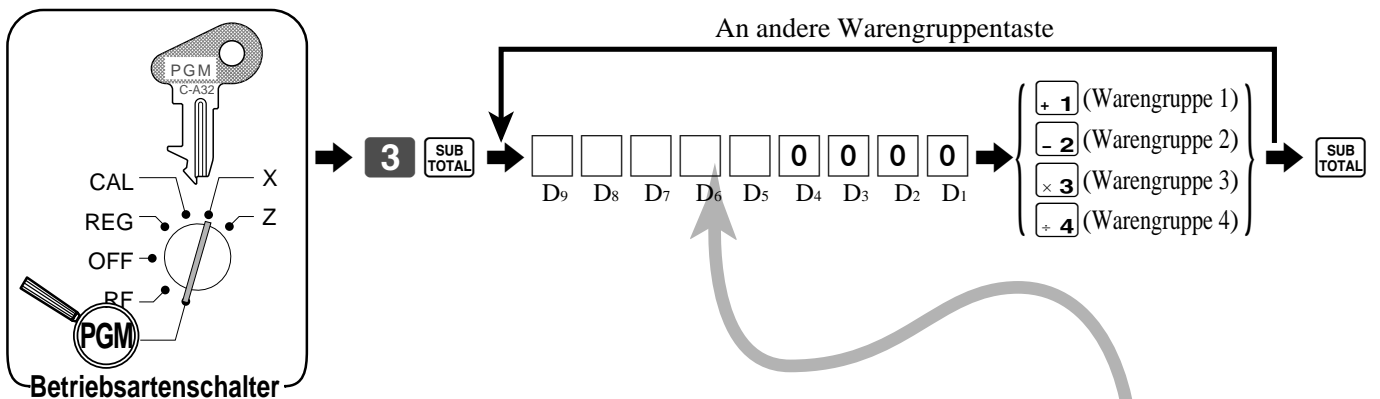 An andere Warengruppentaste
PGM
C-A32
CAL
X
REG
Z
OFF
RF
PGM
Betriebsartenschalter
3
SUB
TOTAL
0 0 0 0
D9 D8 D7 D6 D5 D4 D3 D2 D1
+ 1 (Warengruppe 1)
- 2 (Warengruppe 2)
× 3 (Warengruppe 3)
÷ 4 (Warengruppe 4)
SUB
TOTAL